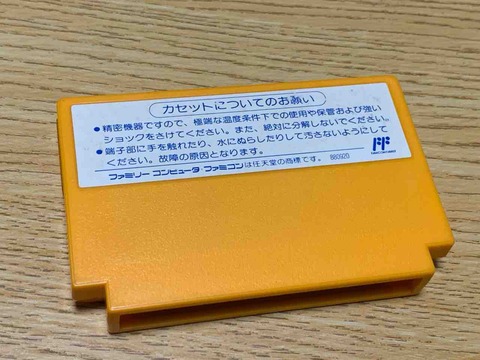 カセットについてのお願い
●精密機器ですので、極端な温度条件下での使用や保管および強い
ショックをさけてください。また、絶対に分解しないでください。
●端子部に手を触れたり、水にぬらしたりして汚さないようにして
ください。故障の原因となります。
ファミリーコンピュータ ファミコンは任天堂の商標です。